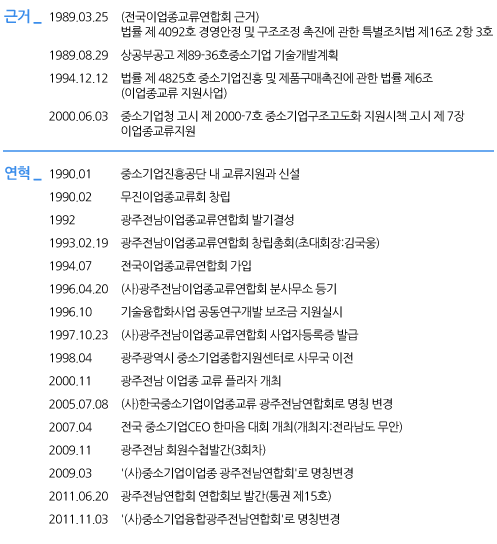 근거_ 1989.03.25 (전국이업종교류연합회 근거)
법률 제 4092호 경영안정 및 구조조정 촉진에 관한 특별조치법 제16조 2항 3호
1989.08.29 상공부공고 제89-36호중소기업 기술개발계획
1994.12.12 법률 제 4825호 중소기업진흥 및 제품구매촉진에 관한 법률 제6조
(이업종교류 지원사업)
2000.06.03 중소기업청 고시 제 2000-7호 중소기업구조고도화 지원시책 고시 제 7장
이업종교류지원
연혁_ 1990.01 중소기업진흥공단 내 교류지원과 신설
1990.02 무진이업종교류회 창립
1992 광주전남이업종교류연합회 발기결성
1993.02.19 광주전남이업종교류연합회 창립총회(초대회장:김국웅)
1994.07 전국이업종교류연합회 가입
1996.04.20 (사)광주전남이업종교류연합회 분사무소 등기
1996.10 기술융합화사업 공동연구개발 보조금 지원실시
1997.10.23 (사)광주전남이업종교류연합회 사업자등록증 발급
1998.04 광주광역시 중소기업종합지원센터로 사무국 이전
2000.11 광주전남 이업종 교류 플라자 개최
2005.07.08 (사)한국중소기업이업종교류 광주전남연합회로 명칭 변경
2007.04 전국 중소기업CEO 한마음 대회 개최(개최지:전라남도 무안)
2009.11 광주전남 회원수첩발간(3회차)
2009.03 '(사)중소기업이업종 광주전남연합회'로 명칭변경
2011.06.20 광주전남연합회 연합회보 발간(통권 제15호)
2011.11.03 '(사)중소기업융합광주전남연합회'로 명칭변경